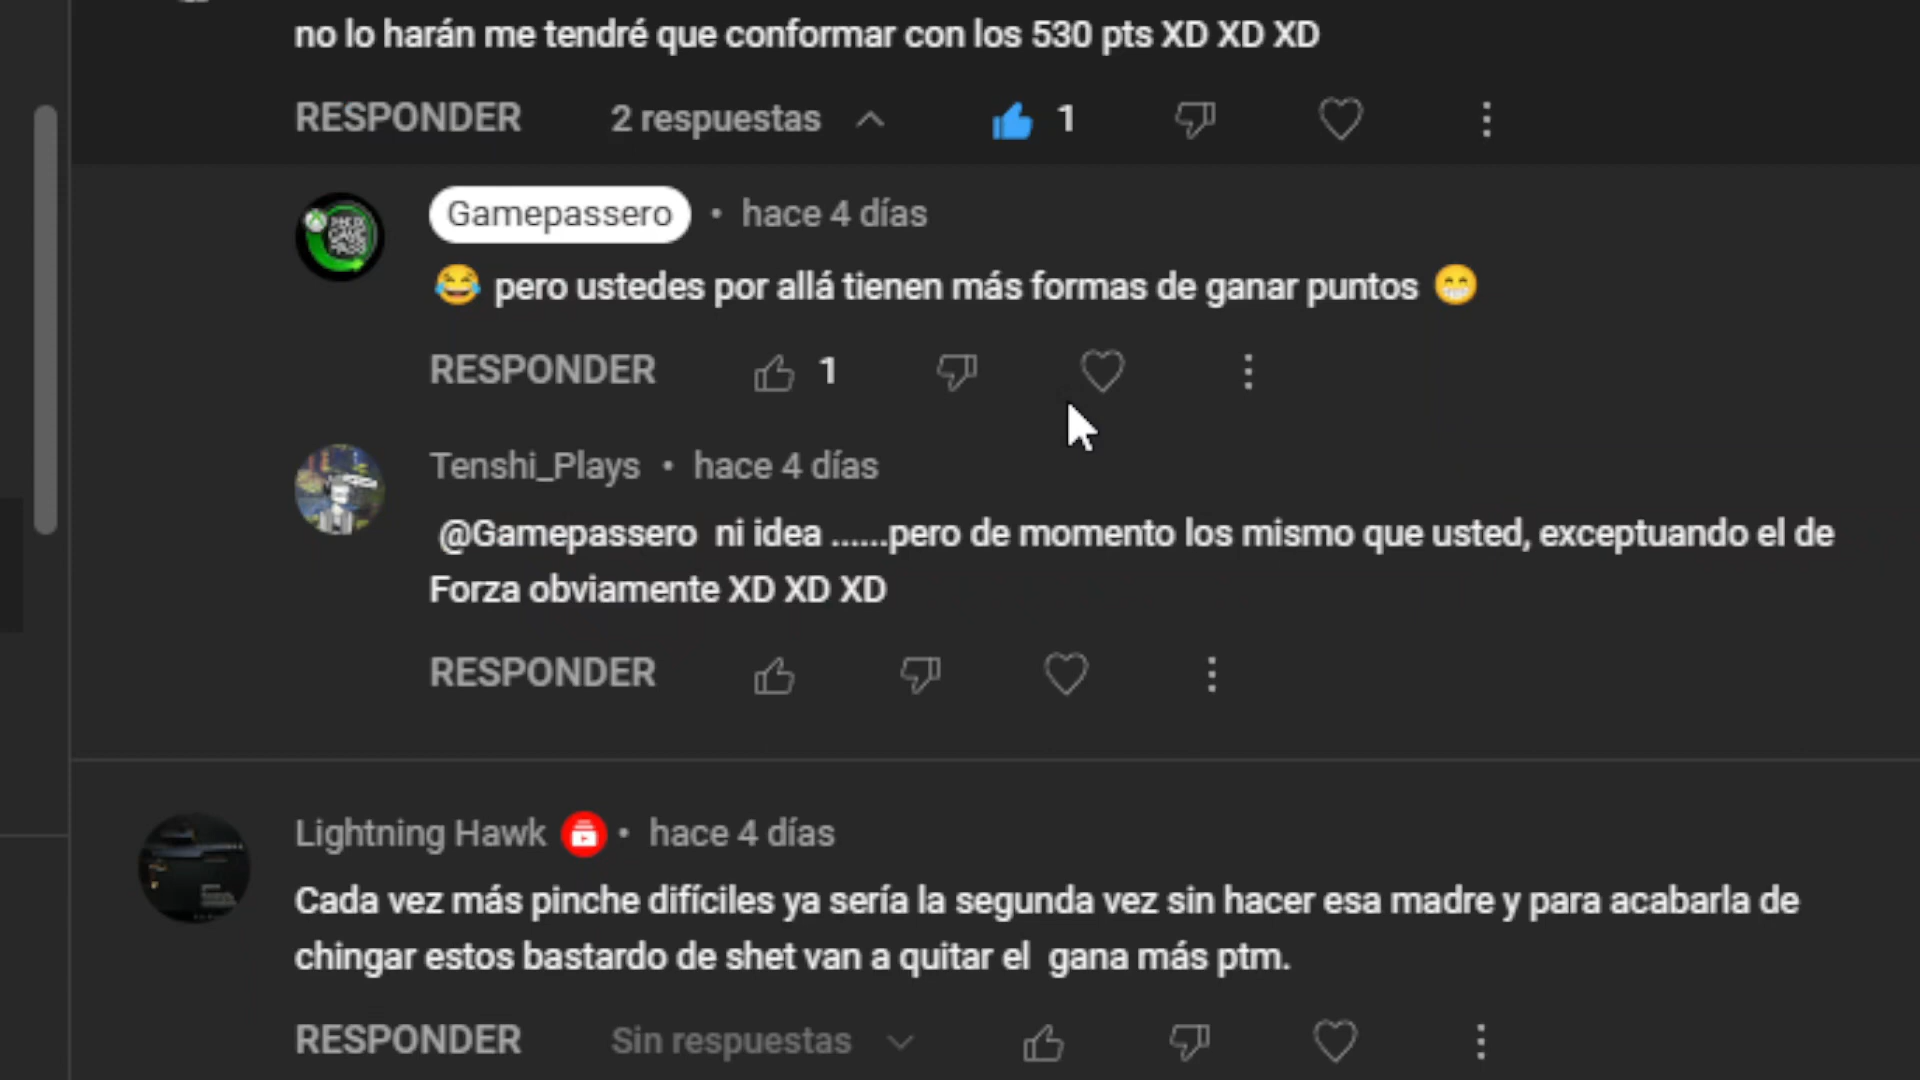 no lo harán me tendré que conformar con los 530 pts XD XD XD
RESPONDER 2 respuestas 1
Gamepassero • hace 4 días
😂 pero ustedes por allá tienen más formas de ganar puntos 😁
RESPONDER 1
Tenshi_Plays • hace 4 días
@Gamepassero ni idea ......pero de momento los mismo que usted, exceptuando el de
Forza obviamente XD XD XD
RESPONDER
Lightning Hawk • hace 4 días
Cada vez más pinche difíciles ya sería la segunda vez sin hacer esa madre y para acabarla de
chingar estos bastardo de shet van a quitar el gana más ptm.
RESPONDER Sin respuestas